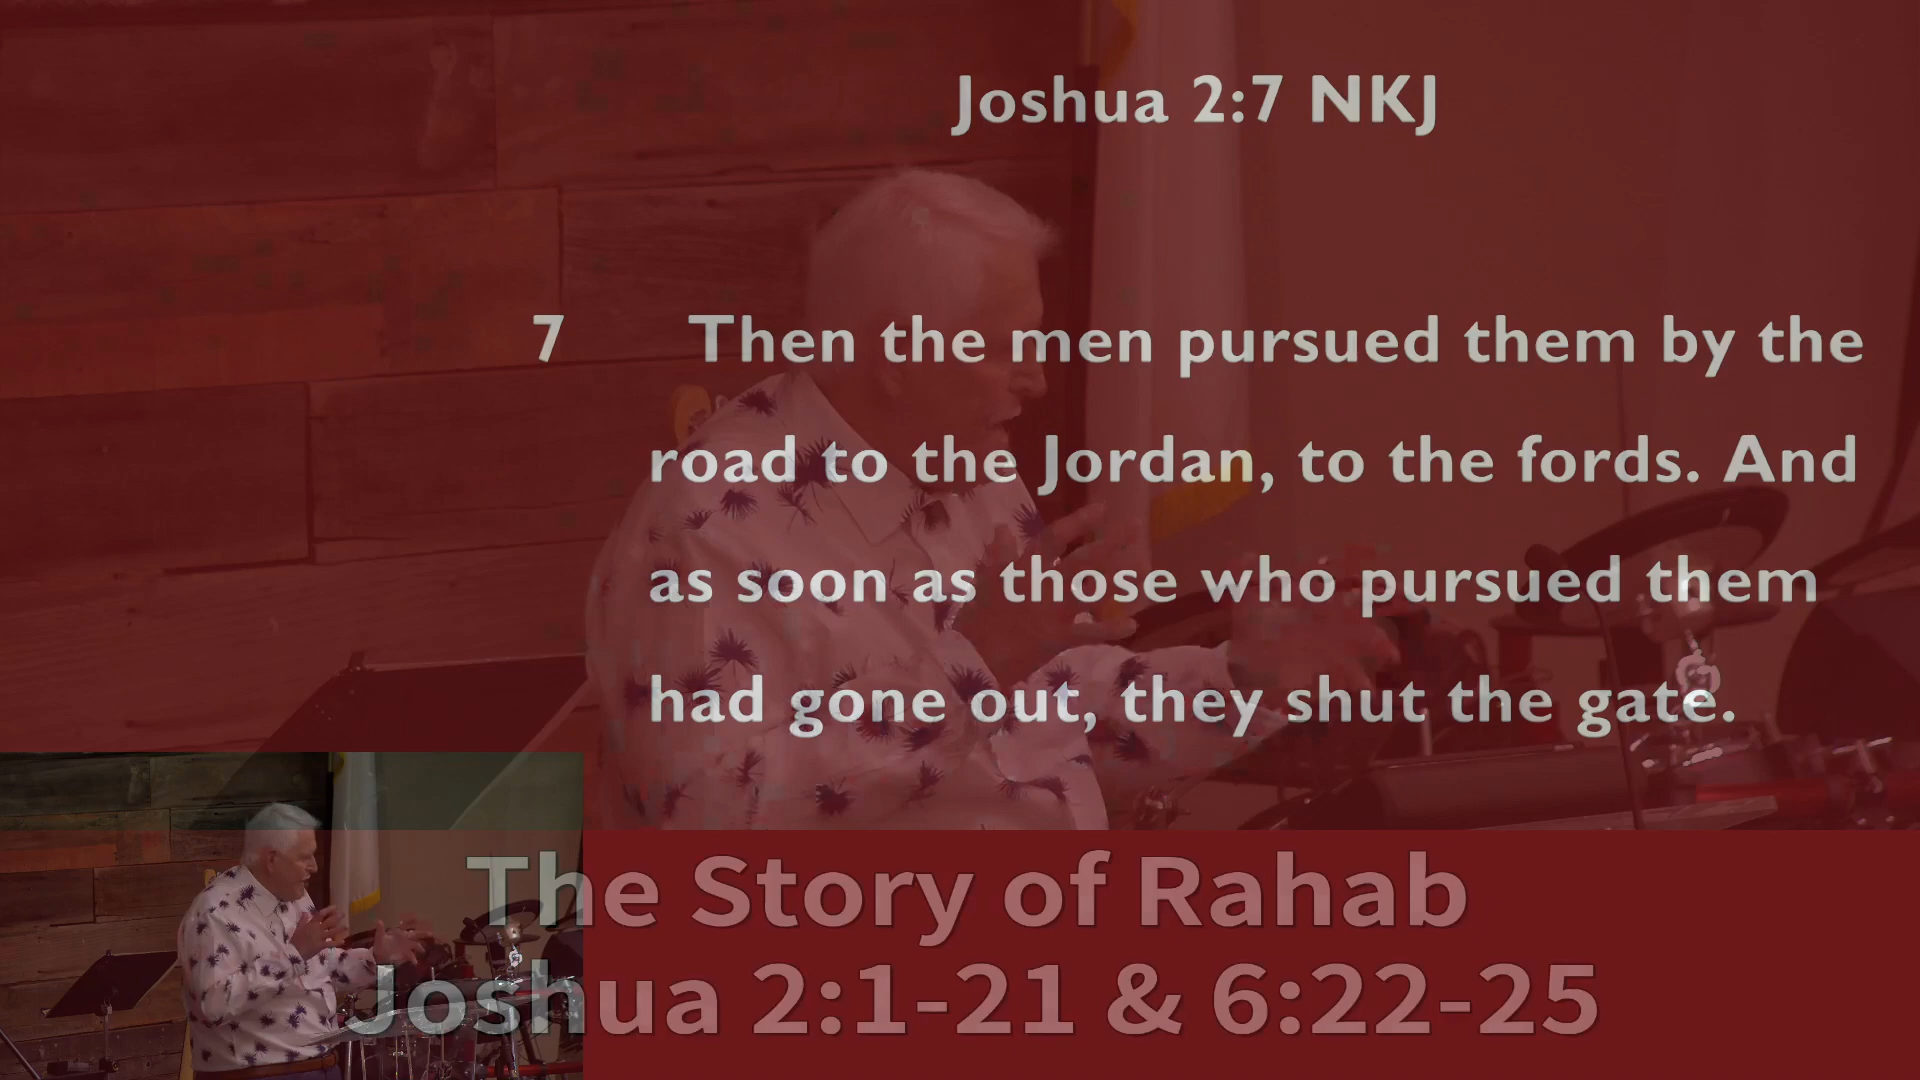 Joshua 2:7 NKJ
7 Then the men pursued them by the
road to the Jordan, to the fords. And
as soon as those who pursued them
had gone out, they shut the gate.
The Story of Rahab
Joshua 2:1-21 & 6:22-25